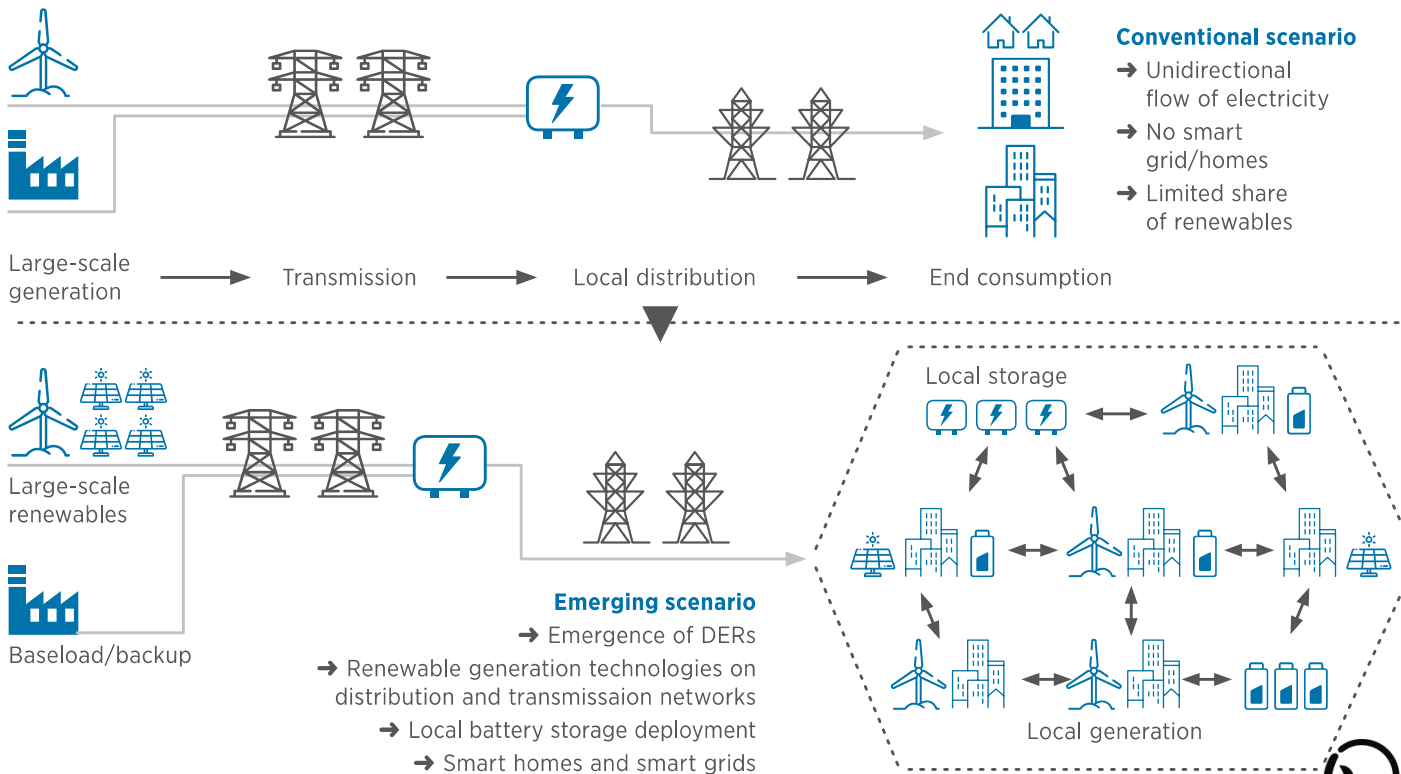 Conventional scenario
➔ Unidirectional
flow of electricity
➔ No smart
grid/homes
➔ Limited share
of renewables
Large-scale
generation
Transmission
Local distribution
End consumption
Large-scale
renewables
Baseload/backup
Emerging scenario
➔ Emergence of DERs
➔ Renewable generation technologies on
distribution and transmissaion networks
➔ Local battery storage deployment
➔ Smart homes and smart grids
Local storage
Local generation